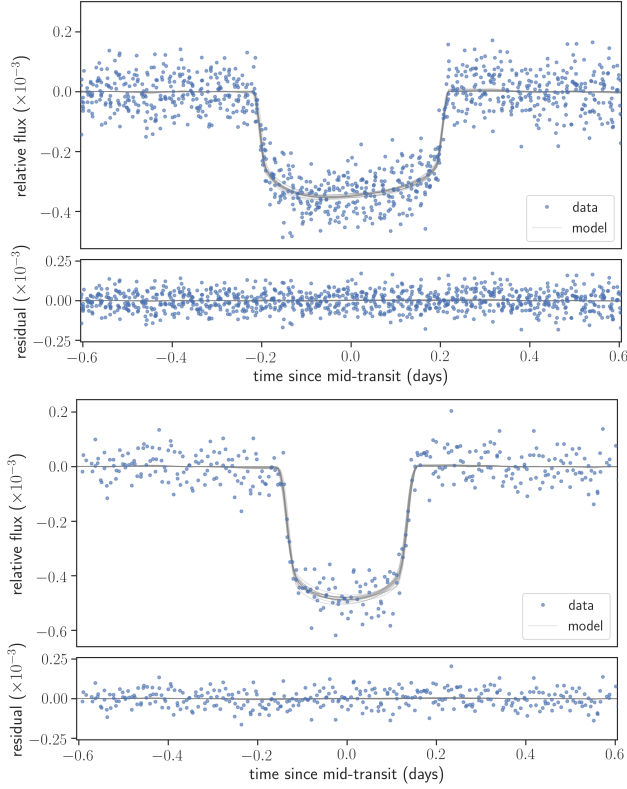 relative flux (×10⁻³)
0.2
0.0
−0.2
−0.4
data
model
residual (×10⁻³)
0.25
0.00
−0.25
−0.6 −0.4 −0.2 0.0 0.2 0.4 0.6
time since mid-transit (days)
relative flux (×10⁻³)
0.2
0.0
−0.2
−0.4
−0.6
data
model
residual (×10⁻³)
0.25
0.00
−0.25
−0.6 −0.4 −0.2 0.0 0.2 0.4 0.6
time since mid-transit (days)